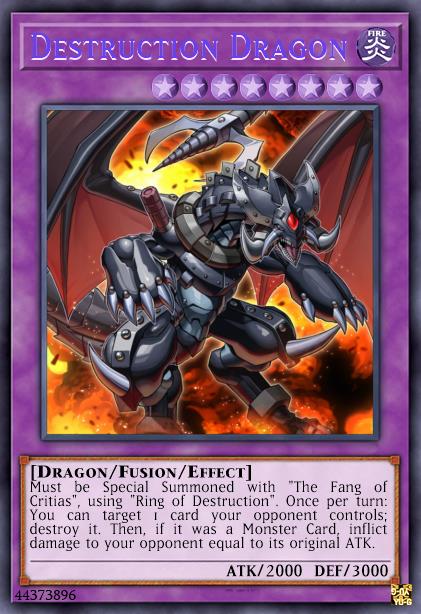 DESTRUCTION DRAGON
FIRE
炎
[DRAGON/FUSION/EFFECT]
Must be Special Summoned with "The Fang of
Critias", using "Ring of Destruction". Once per turn:
You can target 1 card your opponent controls;
destroy it. Then, if it was a Monster Card, inflict
damage to your opponent equal to its original ATK.
ATK/2000 DEF/3000
44373896